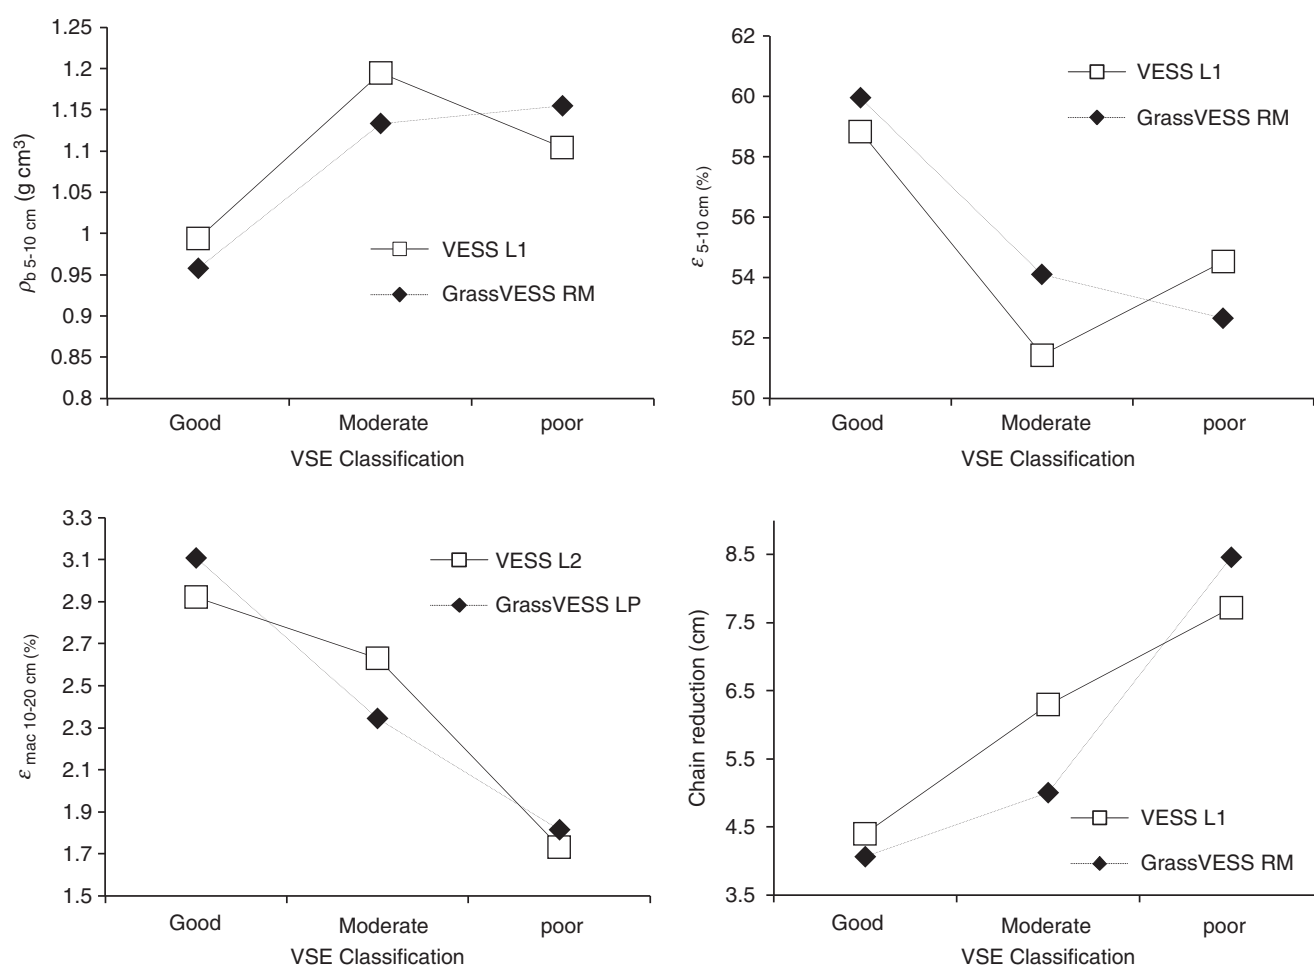 1.25
1.2
1.15
1.1
1.05
1
0.95
0.9
0.85
0.8
ρb 5-10 cm (g cm3)
VESS L1
GrassVESS RM
Good Moderate poor
VSE Classification
62
60
58
56
54
52
50
ε 5-10 cm (%)
VESS L1
GrassVESS RM
Good Moderate poor
VSE Classification
3.3
3.1
2.9
2.7
2.5
2.3
2.1
1.9
1.7
1.5
ε mac 10-20 cm (%)
VESS L2
GrassVESS LP
Good Moderate poor
VSE Classification
8.5
7.5
6.5
5.5
4.5
3.5
Chain reduction (cm)
VESS L1
GrassVESS RM
Good Moderate poor
VSE Classification